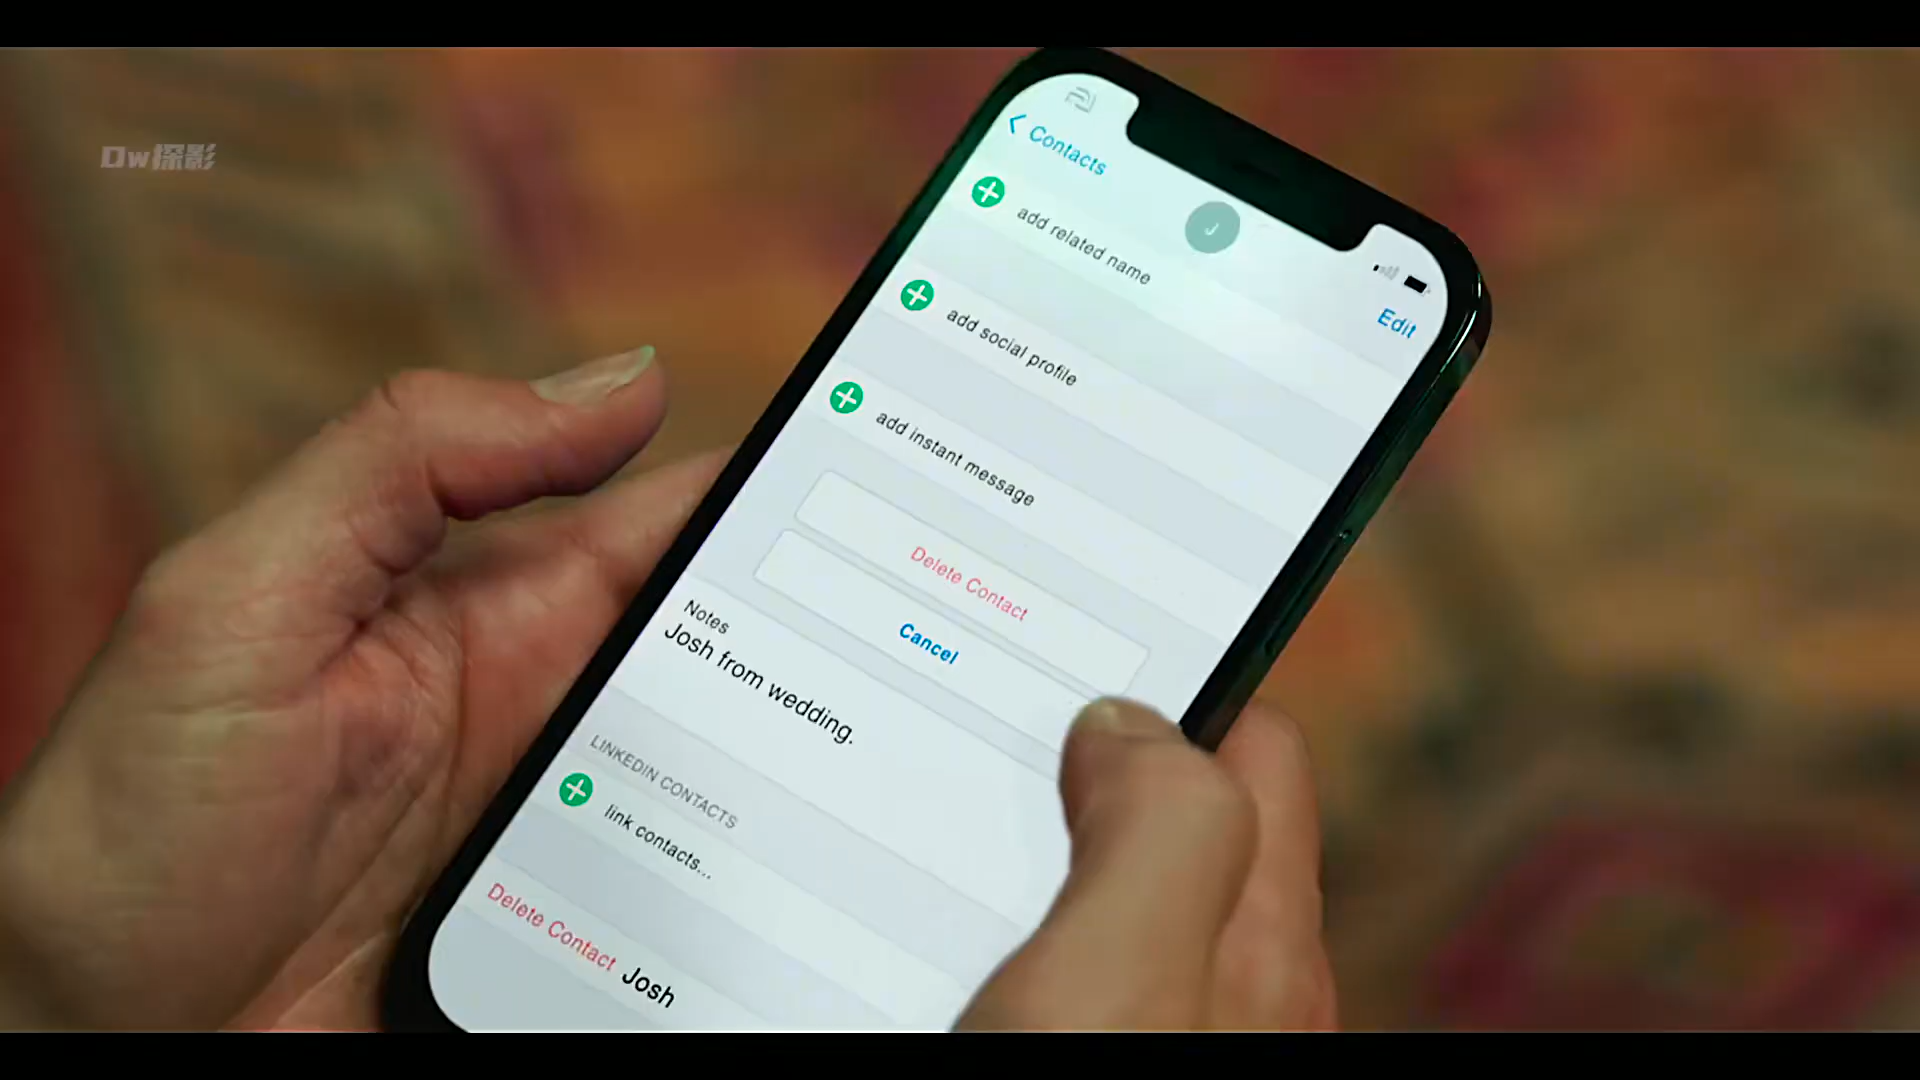 Dw探影
Contacts
J
Edit
add related name
add social profile
add instant message
Delete Contact
Cancel
Notes
Josh from wedding.
LINKEDIN CONTACTS
link contacts...
Delete Contact Josh